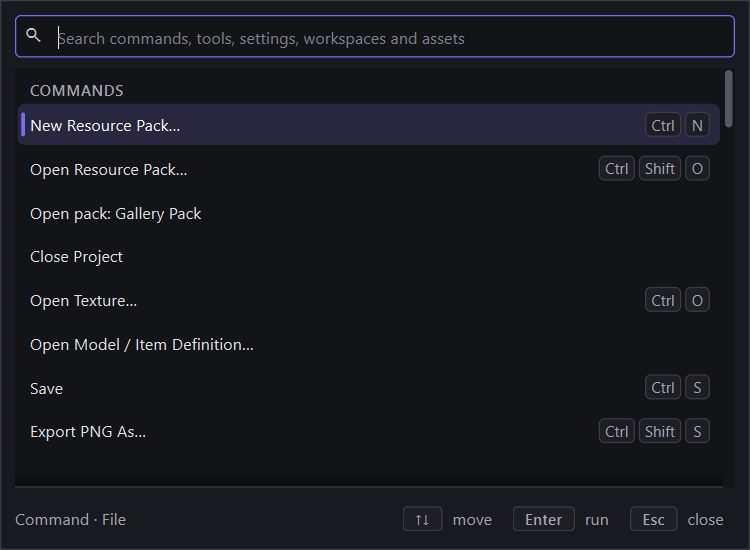 Search commands, tools, settings, workspaces and assets
COMMANDS
New Resource Pack... Ctrl N
Open Resource Pack... Ctrl Shift O
Open pack: Gallery Pack
Close Project
Open Texture... Ctrl O
Open Model / Item Definition...
Save Ctrl S
Export PNG As... Ctrl Shift S
Command · File ↑↓ move Enter run Esc close